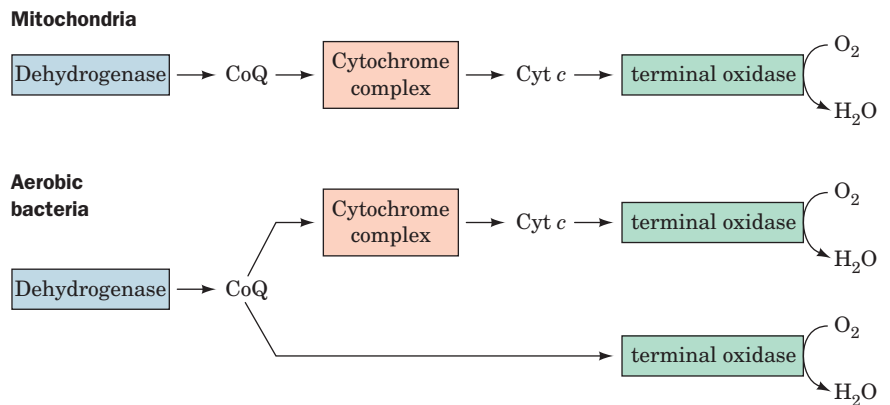 Mitochondria
Dehydrogenase
CoQ
Cytochrome
complex
Cyt c
terminal oxidase
O₂
H₂O
Aerobic
bacteria
Dehydrogenase
CoQ
Cytochrome
complex
Cyt c
terminal oxidase
O₂
H₂O
terminal oxidase
O₂
H₂O